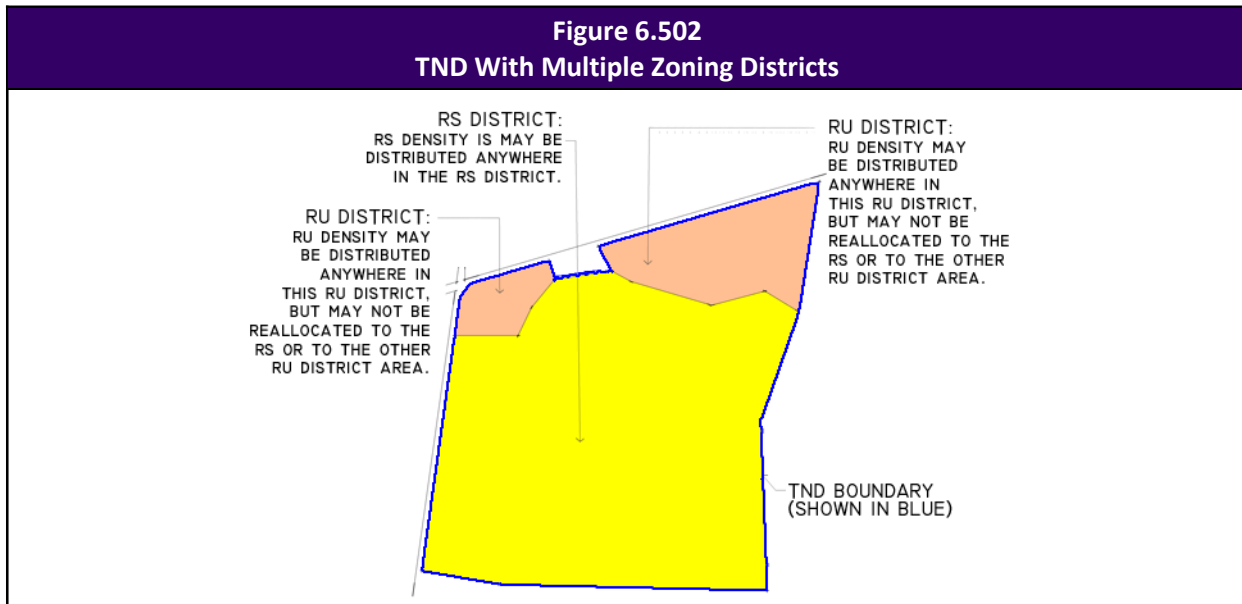 Figure 6.502
TND With Multiple Zoning Districts
RS DISTRICT:
RS DENSITY IS MAY BE
DISTRIBUTED ANYWHERE
IN THE RS DISTRICT.
RU DISTRICT:
RU DENSITY MAY
BE DISTRIBUTED
ANYWHERE IN
THIS RU DISTRICT,
BUT MAY NOT BE
REALLOCATED TO THE
RS OR TO THE OTHER
RU DISTRICT AREA.
RU DISTRICT:
RU DENSITY MAY
BE DISTRIBUTED
ANYWHERE IN
THIS RU DISTRICT,
BUT MAY NOT BE
REALLOCATED TO THE
RS OR TO THE OTHER
RU DISTRICT AREA.
TND BOUNDARY
(SHOWN IN BLUE)